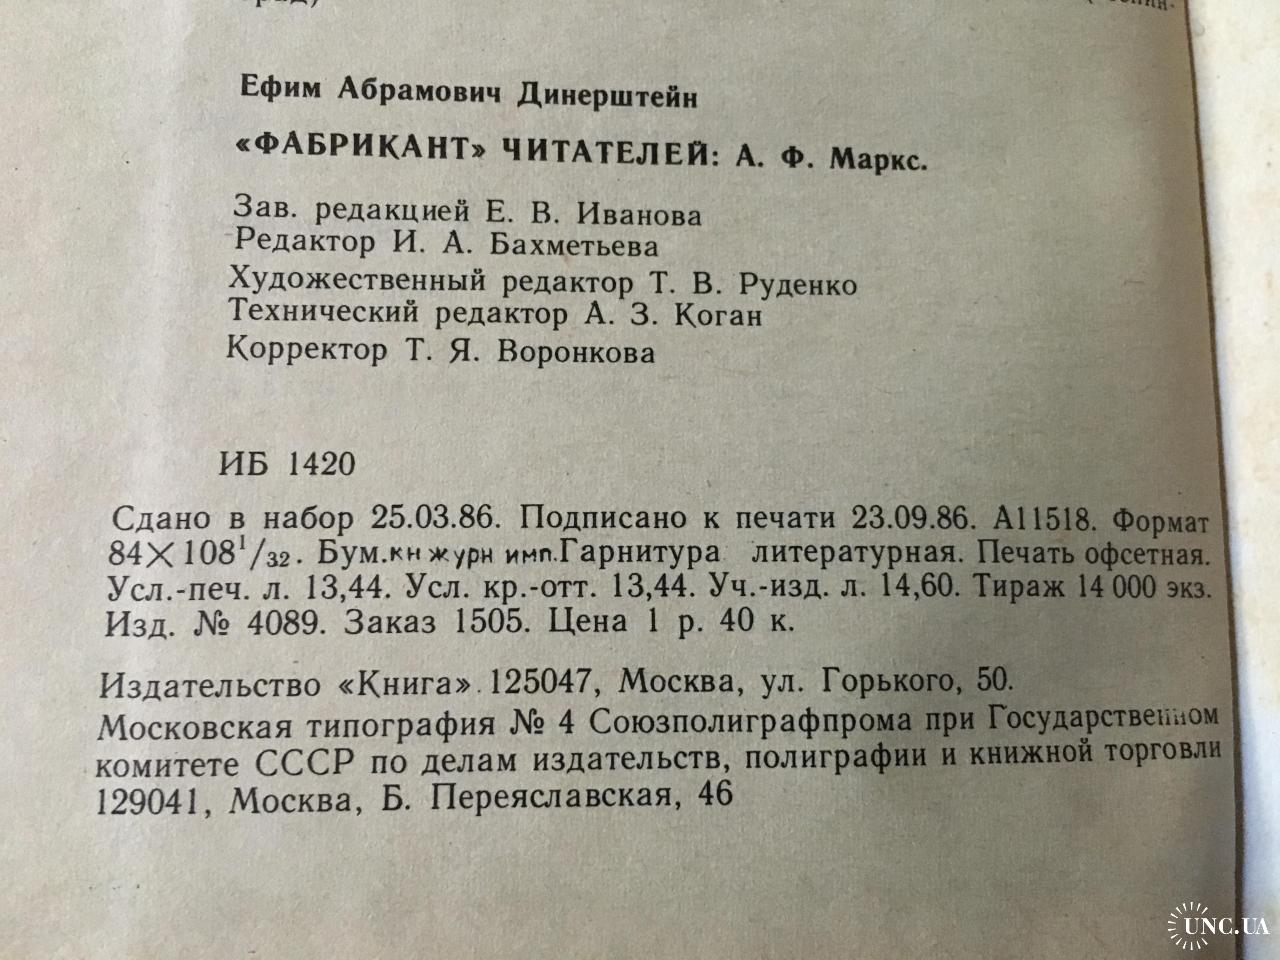 Ефим Абрамович Динерштейн
«ФАБРИКАНТ» ЧИТАТЕЛЕЙ: А. Ф. Маркс.
Зав. редакцией Е. В. Иванова
Редактор И. А. Бахметьева
Художественный редактор Т. В. Руденко
Технический редактор А. З. Коган
Корректор Т. Я. Воронкова
ИБ 1420
Сдано в набор 25.03.86. Подписано к печати 23.09.86. А11518. Формат
84×108¹/₃₂. Бум.кн журн имп.Гарнитура литературная. Печать офсетная.
Усл.-печ. л. 13,44. Усл. кр.-отт. 13,44. Уч.-изд. л. 14,60. Тираж 14 000 экз.
Изд. № 4089. Заказ 1505. Цена 1 р. 40 к.
Издательство «Книга». 125047, Москва, ул. Горького, 50.
Московская типография № 4 Союзполиграфпрома при Государственном
комитете СССР по делам издательств, полиграфии и книжной торговли
129041, Москва, Б. Переяславская, 46
UNC.UA